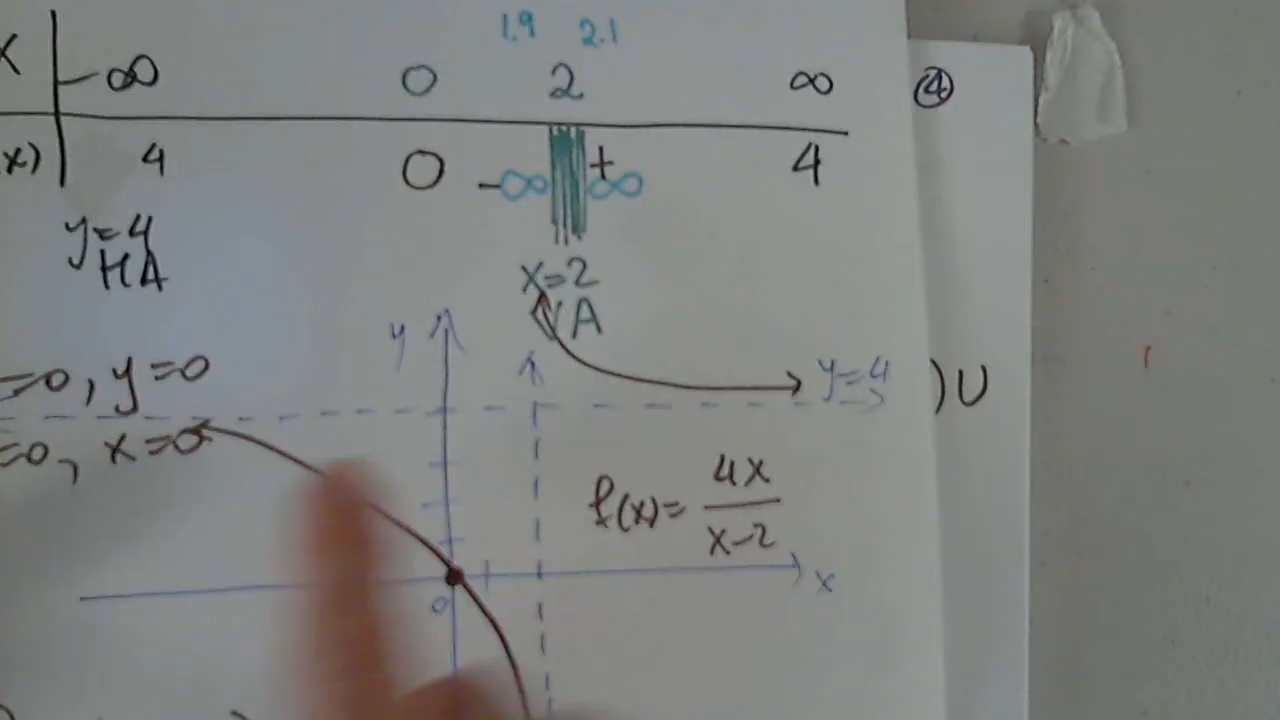 1.9 2.1
x -∞ 0 2 ∞ ④
x) 4 0 -∞ +∞ 4
y=4
HA
x=2
VA
y
=0, y=0
y=4 )U
=0, x=0
f(x)= 4x
x-2
x
0